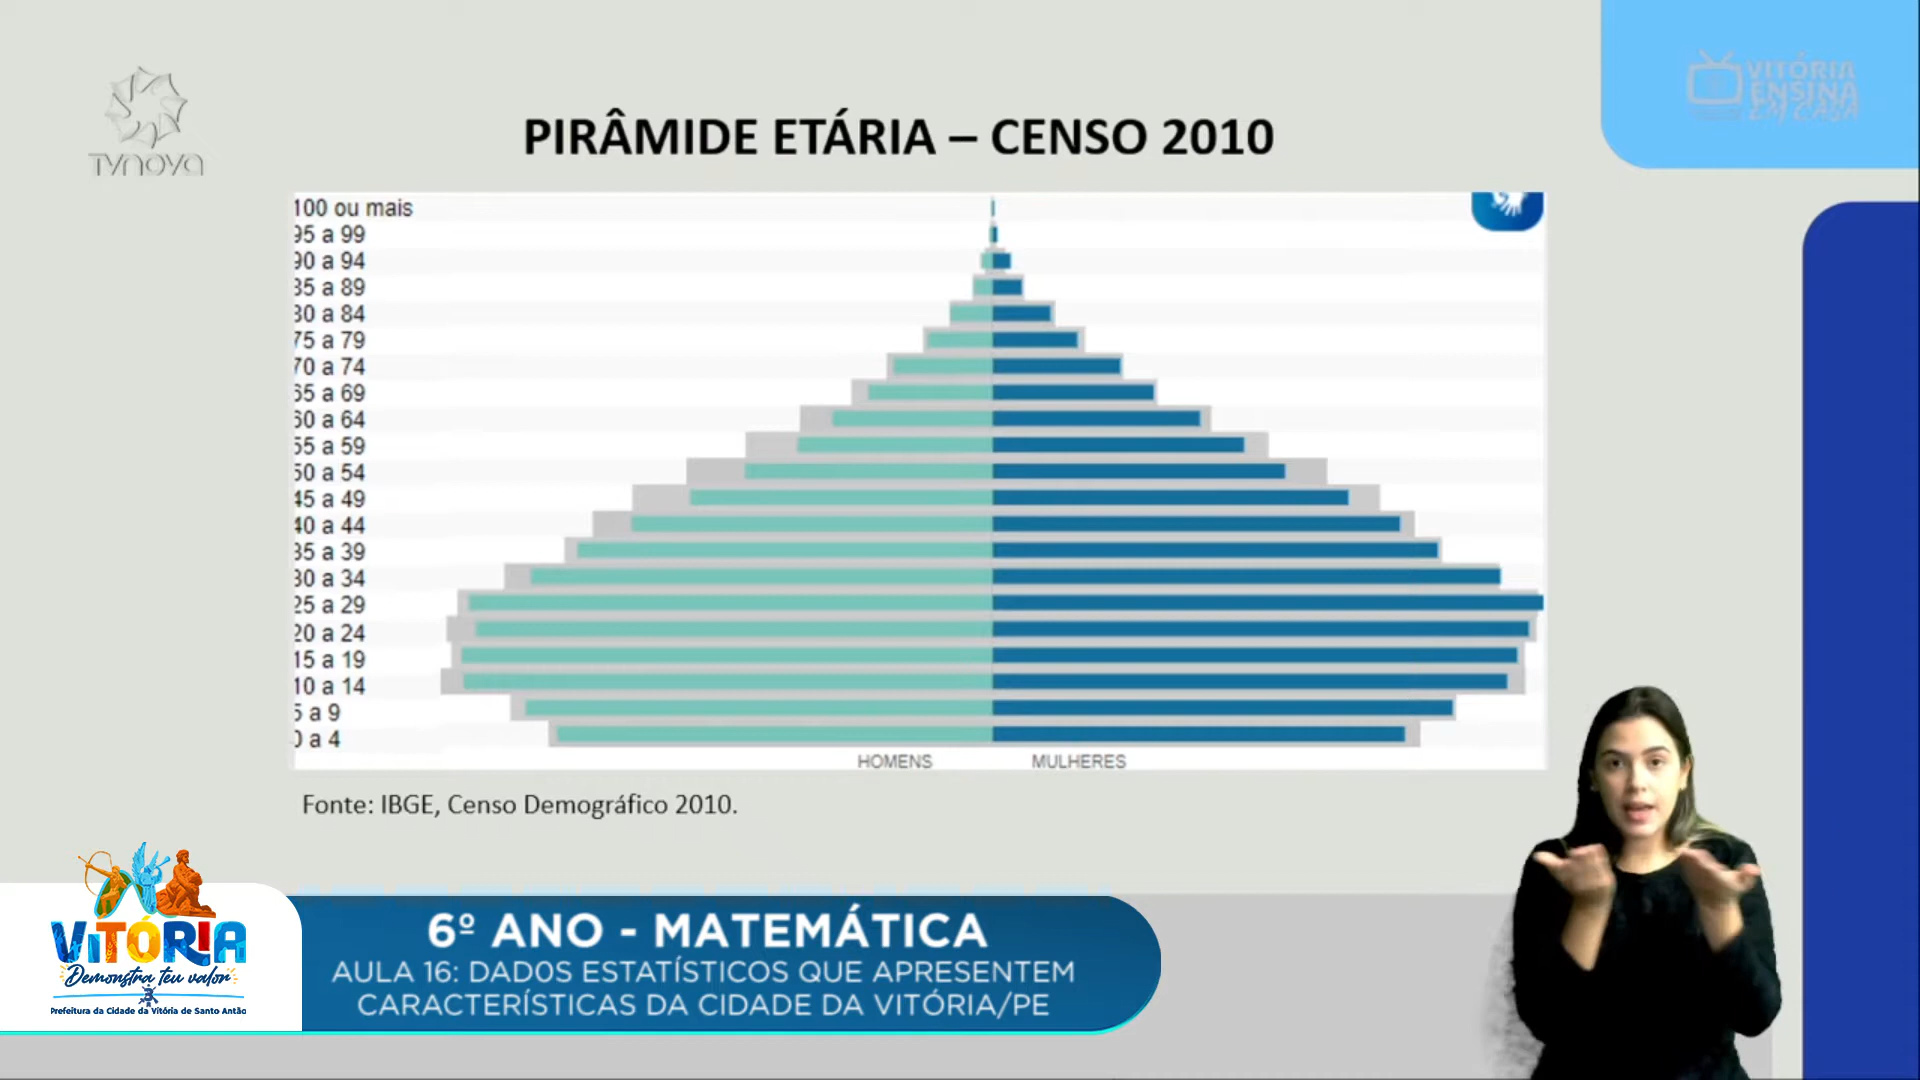 TVNOVA
VITÓRIA
ENSINA
EM CASA
PIRÂMIDE ETÁRIA – CENSO 2010
100 ou mais
95 a 99
90 a 94
85 a 89
80 a 84
75 a 79
70 a 74
65 a 69
60 a 64
55 a 59
50 a 54
45 a 49
40 a 44
35 a 39
30 a 34
25 a 29
20 a 24
15 a 19
10 a 14
5 a 9
0 a 4
HOMENS MULHERES
Fonte: IBGE, Censo Demográfico 2010.
VITÓRIA
Demonstra teu valor
Prefeitura da Cidade da Vitória de Santo Antão
6º ANO - MATEMÁTICA
AULA 16: DADOS ESTATÍSTICOS QUE APRESENTEM
CARACTERÍSTICAS DA CIDADE DA VITÓRIA/PE